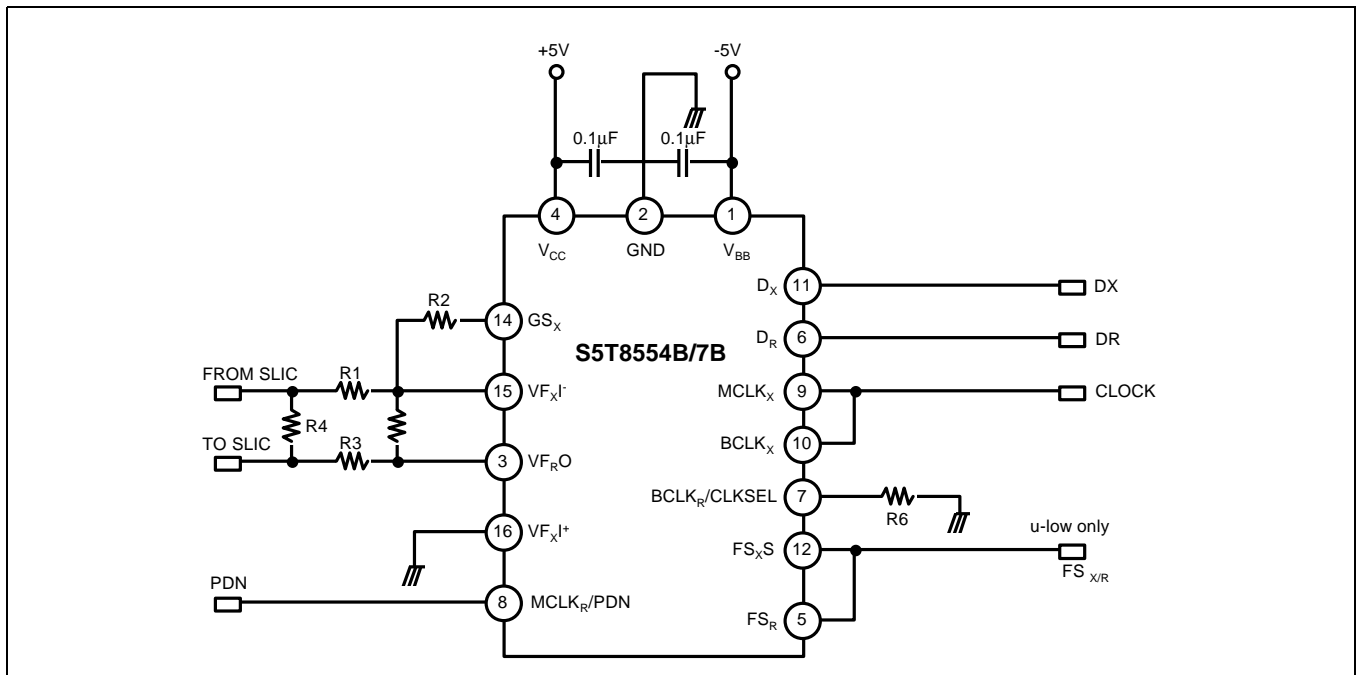 +5V
-5V
0.1µF
0.1µF
4
2
1
VCC
GND
VBB
DX
11
DX
R2
14
GSX
DR
6
DR
S5T8554B/7B
FROM SLIC
R1
15
VFXI-
MCLKX
9
CLOCK
R4
BCLKX
10
TO SLIC
R3
3
VFRO
BCLKR/CLKSEL
7
R6
16
VFXI+
u-low only
FSXS
12
FS X/R
PDN
8
MCLKR/PDN
FSR
5